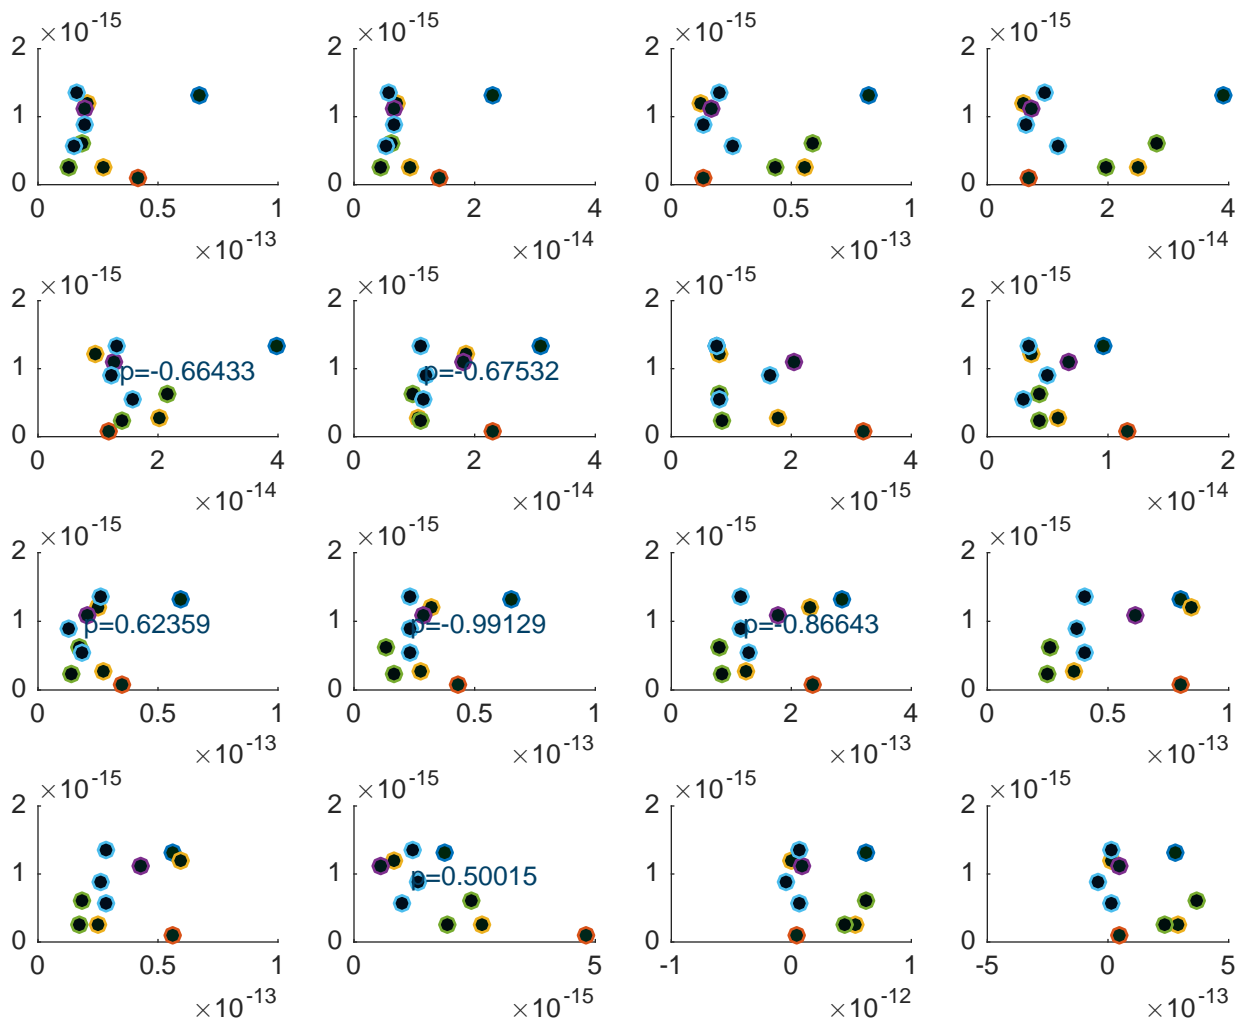 ×10-15 ×10-15 ×10-15 ×10-15
2 2 2 2
1 1 1 1
0 0 0 0
0 0.5 1 0 2 4 0 0.5 1 0 2 4
×10-13 ×10-14 ×10-13 ×10-14
×10-15 ×10-15 ×10-15 ×10-15
2 2 2 2
1 p=-0.66433 1 p=-0.67532 1 1
0 0 0 0
0 2 4 0 2 4 0 2 4 0 1 2
×10-14 ×10-14 ×10-15 ×10-14
×10-15 ×10-15 ×10-15 ×10-15
2 2 2 2
1 p=0.62359 1 p=-0.99129 1 p=-0.86643 1
0 0 0 0
0 0.5 1 0 0.5 1 0 2 4 0 0.5 1
×10-13 ×10-13 ×10-13 ×10-13
×10-15 ×10-15 ×10-15 ×10-15
2 2 2 2
1 1 p=0.50015 1 1
0 0 0 0
0 0.5 1 0 5 -1 0 1 -5 0 5
×10-13 ×10-15 ×10-12 ×10-13